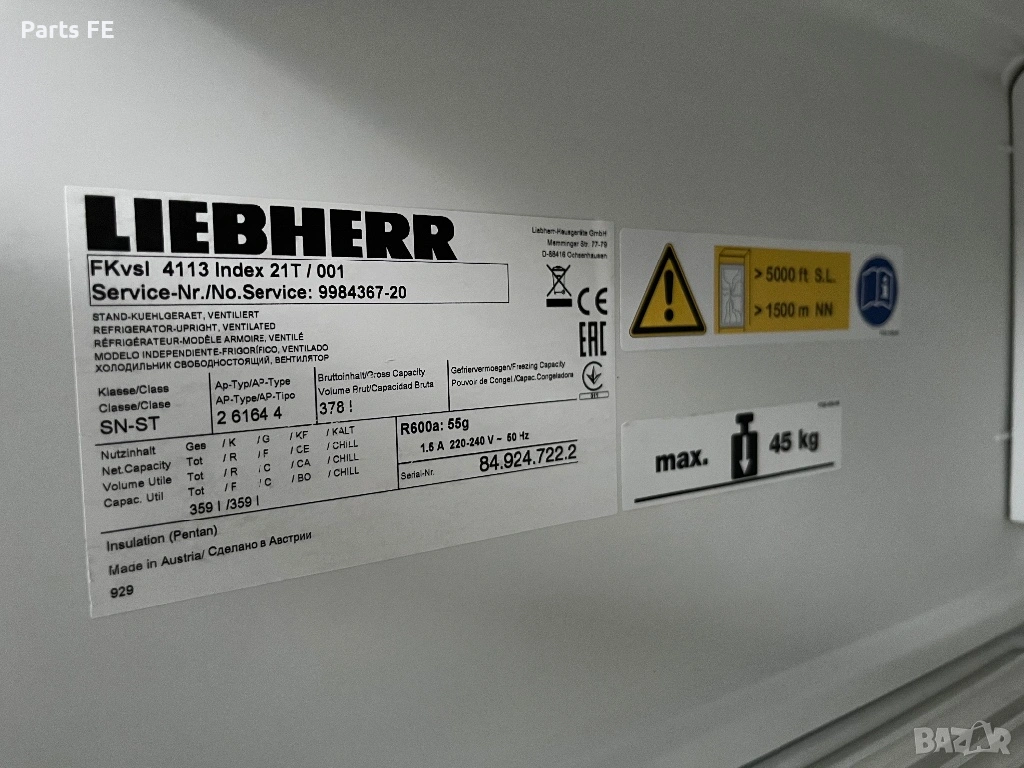 Parts FE
LIEBHERR
Liebherr-Hausgeräte GmbH
Memminger Str. 77-79
D-88416 Ochsenhausen
FKvsl 4113 Index 21T / 001
Service-Nr./No.Service: 9984367-20
CE
EAC
STAND-KUEHLGERAET, VENTILIERT
REFRIGERATOR-UPRIGHT, VENTILATED
RÉFRIGÉRATEUR-MODÈLE ARMOIRE, VENTILÉ
MODELO INDEPENDIENTE-FRIGORÍFICO, VENTILADO
ХОЛОДИЛЬНИК СВОБОДНОСТОЯЩИЙ, ВЕНТИЛЯТОР
Klasse/Class
Classe/Clase
SN-ST
Ap-Typ/AP-Type
AP-Type/AP-Tipo
2 6164 4
Bruttoinhalt/Gross Capacity
Volume Brut/Capacidad Bruta
378 l
Gefriervermoegen/Freezing Capacity
Pouvoir de Congel./Capac.Congeladora
Nutzinhalt Ges / K / G / KF / KALT
Net.Capacity Tot / R / F / CE / CHILL
Volume Utile Tot / R / C / CA / CHILL
Capac. Util Tot / F / C / BO / CHILL
359 l /359 l
R600a: 55g
1.5 A 220-240 V ~ 50 Hz
Serial-Nr. 84.924.722.2
Insulation (Pentan)
Made in Austria/ Сделано в Австрии
929
> 5000 ft S.L.
> 1500 m NN
max. 45 kg
BAZAR